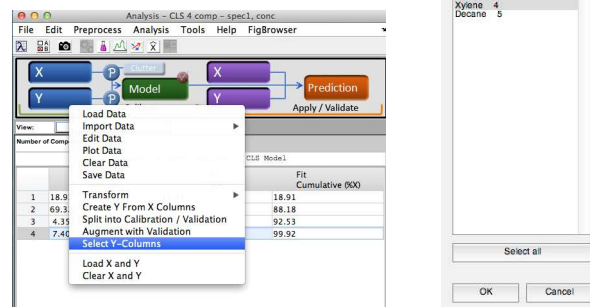 Analysis - CLS 4 comp - spec1, conc
File Edit Preprocess Analysis Tools Help FigBrowser
X P Clutter Model X Prediction
Y P Y Apply / Validate
View:
Number of Comp
CLS Model
Fit
Cumulative (%X)
1 18.9 18.91
2 69.3 88.18
3 4.35 92.53
4 7.40 99.92
Load Data
Import Data
Edit Data
Plot Data
Clear Data
Save Data
Transform
Create Y From X Columns
Split into Calibration / Validation
Augment with Validation
Select Y-Columns
Load X and Y
Clear X and Y
Xylene 4
Decane 5
Select all
OK Cancel